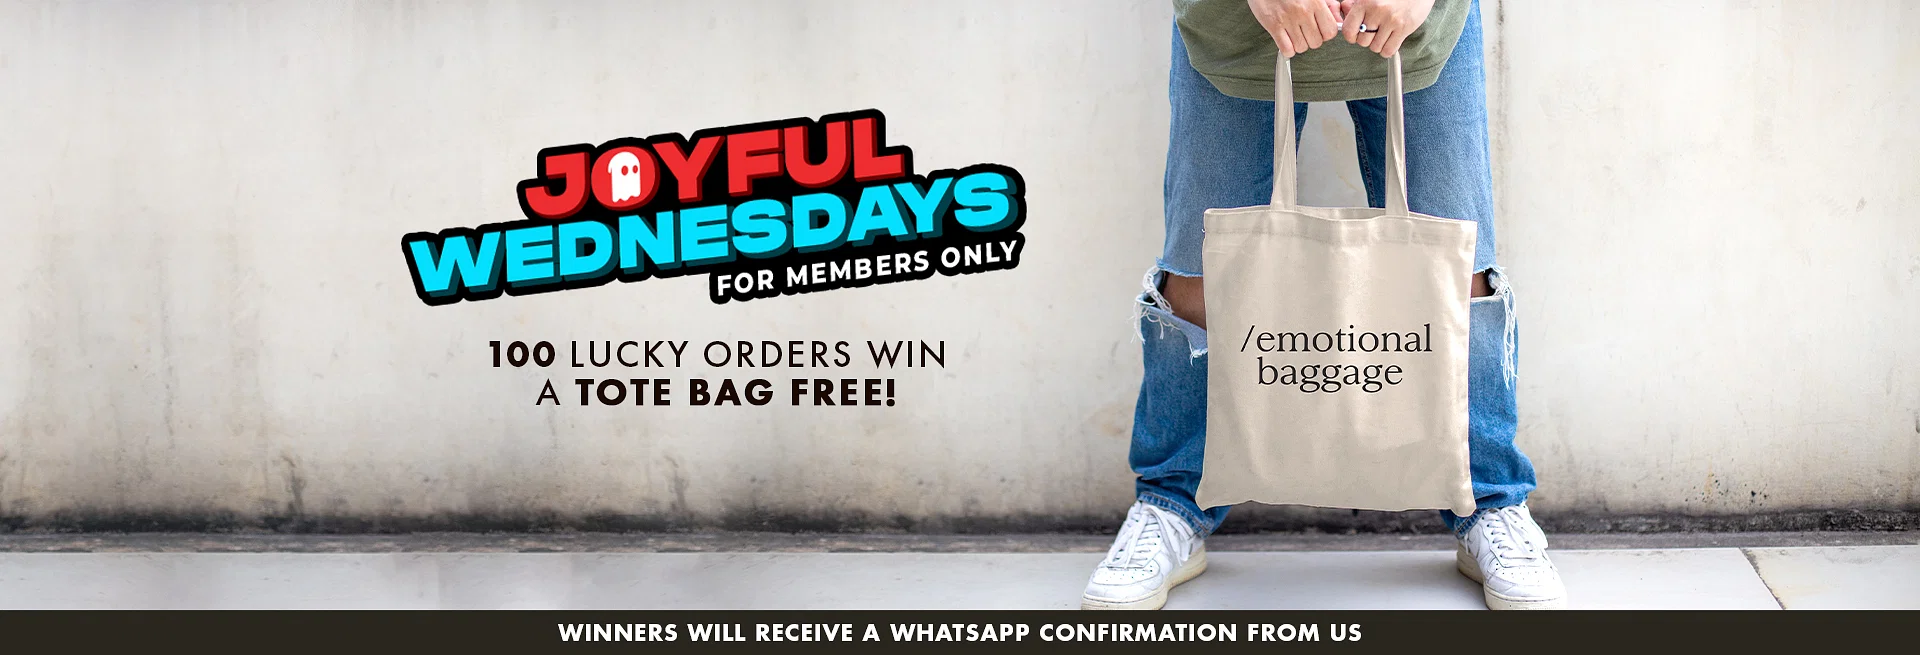 JOYFUL
WEDNESDAYS
FOR MEMBERS ONLY
100 LUCKY ORDERS WIN
A TOTE BAG FREE!
/emotional
baggage
WINNERS WILL RECEIVE A WHATSAPP CONFIRMATION FROM US